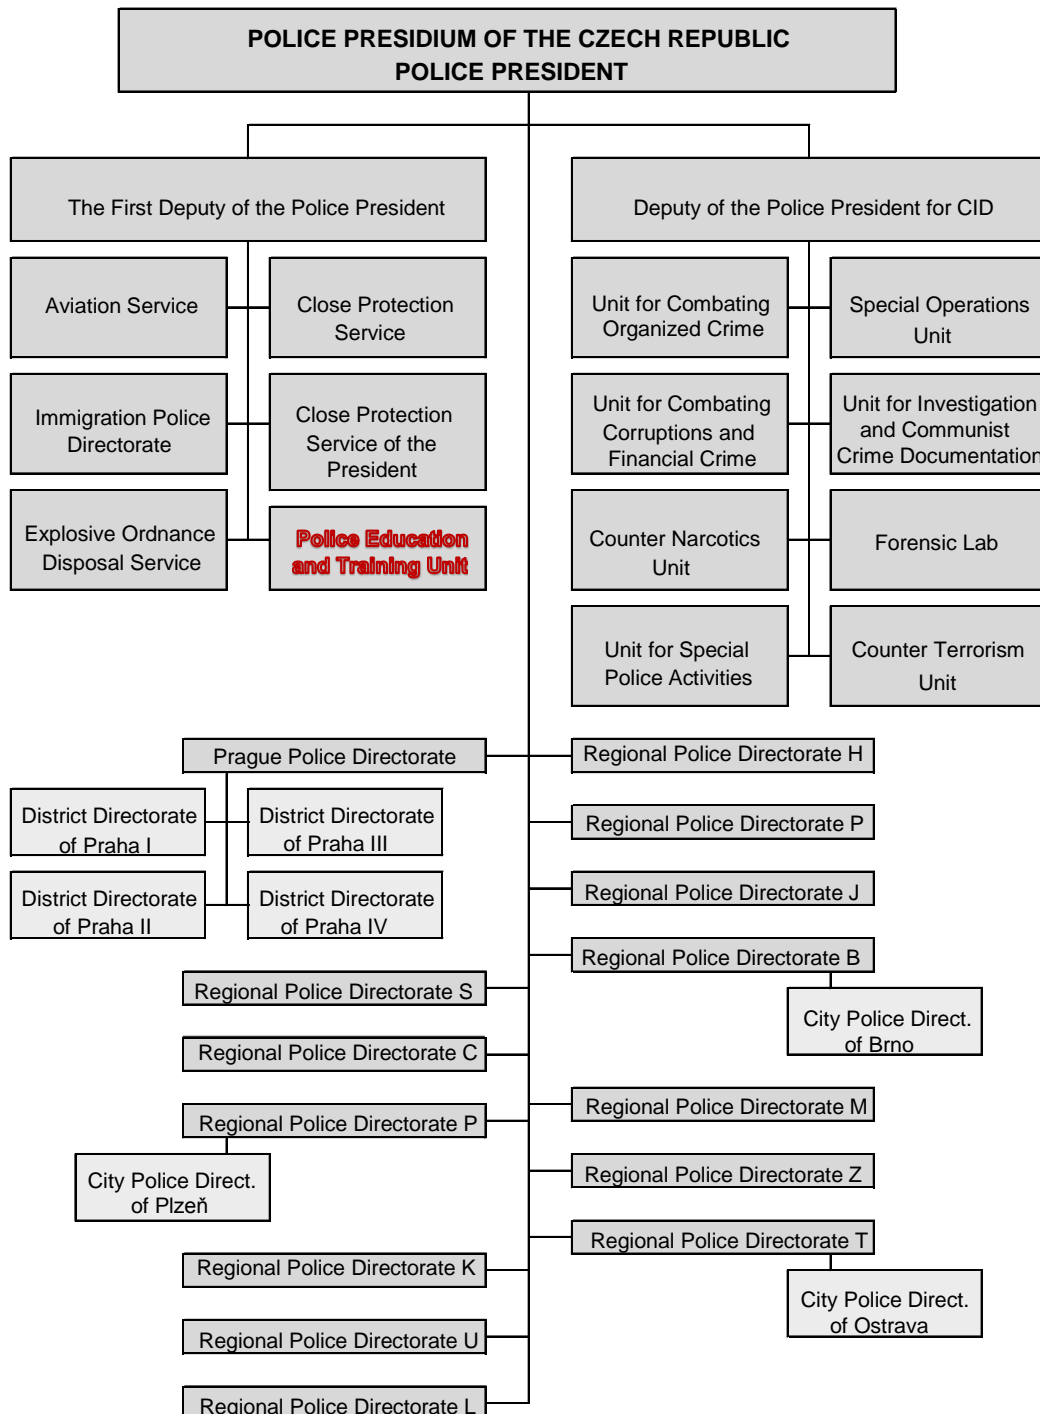 POLICE PRESIDIUM OF THE CZECH REPUBLIC
POLICE PRESIDENT
The First Deputy of the Police President
Deputy of the Police President for CID
Aviation Service
Close Protection
Service
Immigration Police
Directorate
Close Protection
Service of the
President
Explosive Ordnance
Disposal Service
Police Education
and Training Unit
Unit for Combating
Organized Crime
Special Operations
Unit
Unit for Combating
Corruptions and
Financial Crime
Unit for Investigation
and Communist
Crime Documentation
Counter Narcotics
Unit
Forensic Lab
Unit for Special
Police Activities
Counter Terrorism
Unit
Prague Police Directorate
District Directorate
of Praha I
District Directorate
of Praha III
District Directorate
of Praha II
District Directorate
of Praha IV
Regional Police Directorate S
Regional Police Directorate C
Regional Police Directorate P
City Police Direct.
of Plzeň
Regional Police Directorate K
Regional Police Directorate U
Regional Police Directorate L
Regional Police Directorate H
Regional Police Directorate P
Regional Police Directorate J
Regional Police Directorate B
City Police Direct.
of Brno
Regional Police Directorate M
Regional Police Directorate Z
Regional Police Directorate T
City Police Direct.
of Ostrava